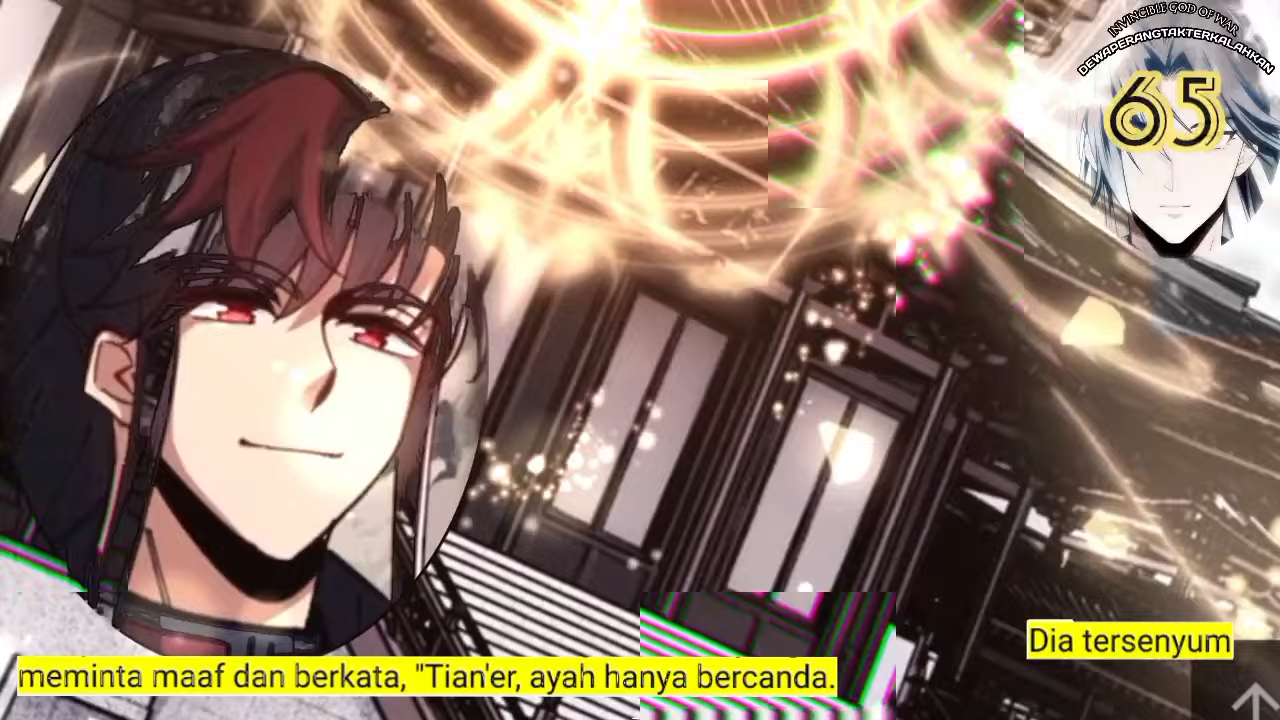 INVINCIBLE GOD OF WAR
DEWAPERANGTAKTERKALAHKAN
65
Dia tersenyum
meminta maaf dan berkata, "Tian'er, ayah hanya bercanda.